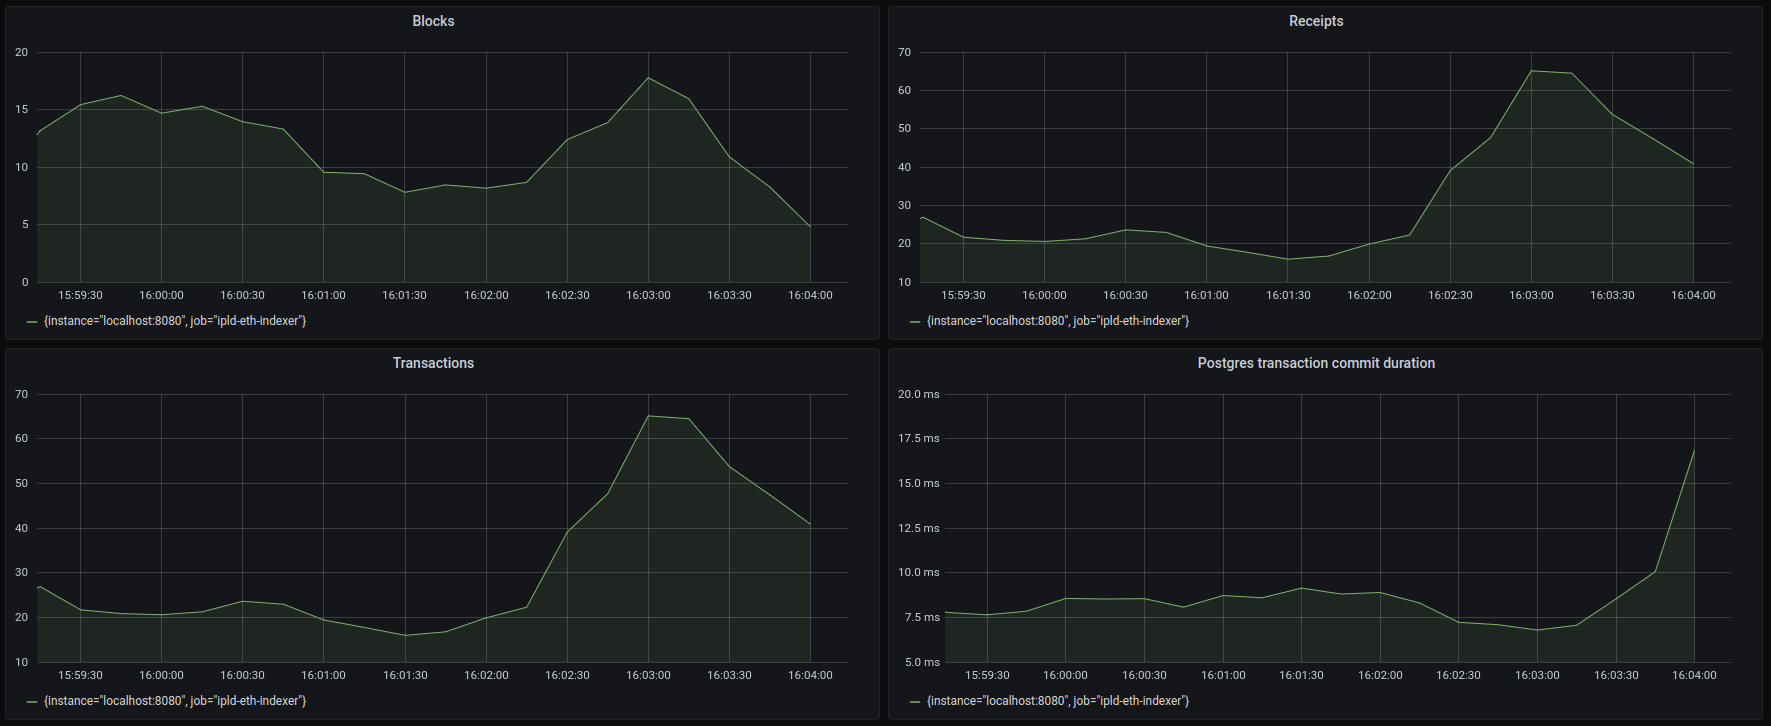 Blocks
20
15
10
5
0
15:59:30 16:00:00 16:00:30 16:01:00 16:01:30 16:02:00 16:02:30 16:03:00 16:03:30 16:04:00
{instance="localhost:8080", job="ipld-eth-indexer"}
Receipts
70
60
50
40
30
20
10
15:59:30 16:00:00 16:00:30 16:01:00 16:01:30 16:02:00 16:02:30 16:03:00 16:03:30 16:04:00
{instance="localhost:8080", job="ipld-eth-indexer"}
Transactions
70
60
50
40
30
20
10
15:59:30 16:00:00 16:00:30 16:01:00 16:01:30 16:02:00 16:02:30 16:03:00 16:03:30 16:04:00
{instance="localhost:8080", job="ipld-eth-indexer"}
Postgres transaction commit duration
20.0 ms
17.5 ms
15.0 ms
12.5 ms
10.0 ms
7.5 ms
5.0 ms
15:59:30 16:00:00 16:00:30 16:01:00 16:01:30 16:02:00 16:02:30 16:03:00 16:03:30 16:04:00
{instance="localhost:8080", job="ipld-eth-indexer"}